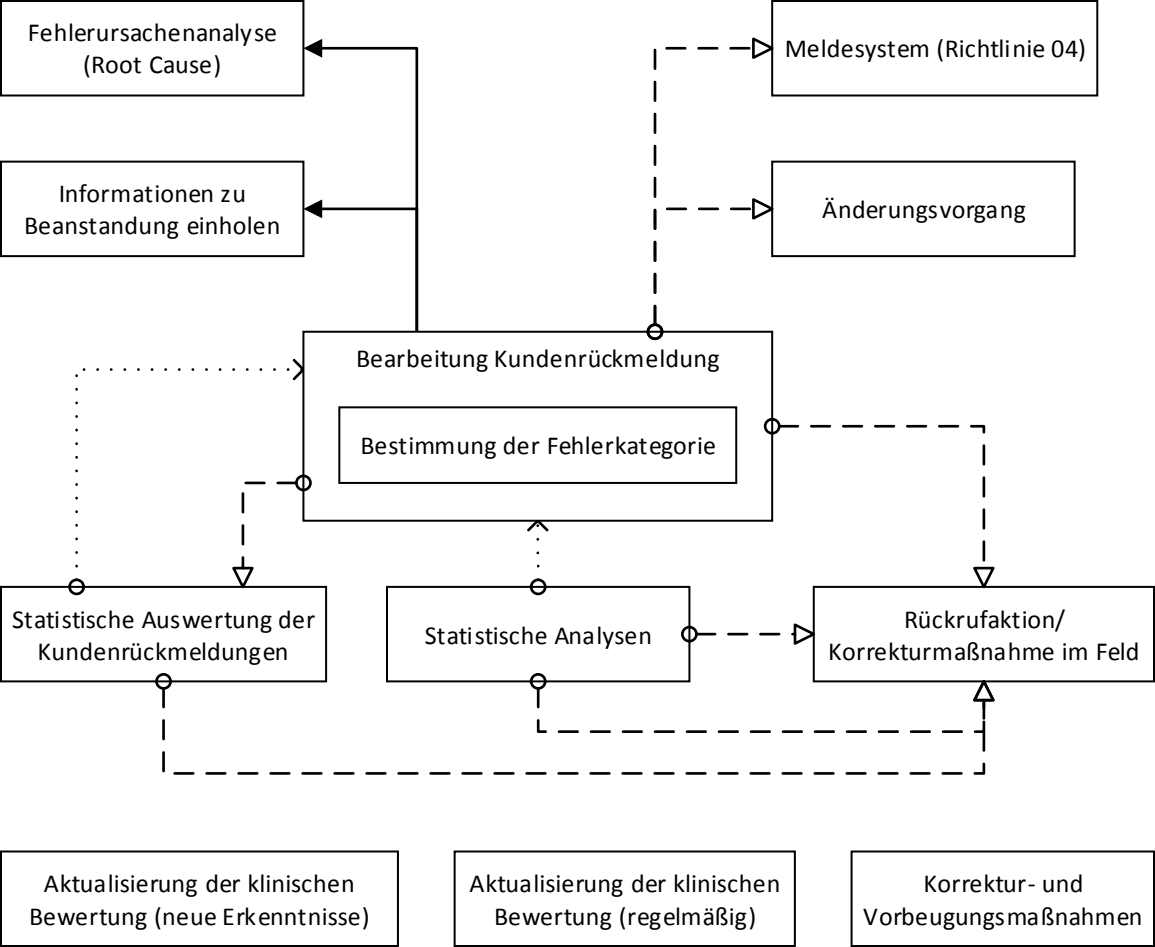 Fehlerursachenanalyse
(Root Cause)
Meldesystem (Richtlinie 04)
Informationen zu
Beanstandung einholen
Änderungsvorgang
Bearbeitung Kundenrückmeldung
Bestimmung der Fehlerkategorie
Statistische Auswertung der
Kundenrückmeldungen
Statistische Analysen
Rückrufaktion/
Korrekturmaßnahme im Feld
Aktualisierung der klinischen
Bewertung (neue Erkenntnisse)
Aktualisierung der klinischen
Bewertung (regelmäßig)
Korrektur- und
Vorbeugungsmaßnahmen